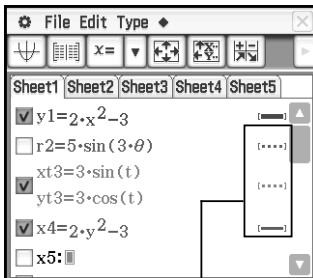 File Edit Type ◆
x= ▼
Sheet1 Sheet2 Sheet3 Sheet4 Sheet5
y1=2·x²−3
r2=5·sin(3·θ)
xt3=3·sin(t)
yt3=3·cos(t)
x4=2·y²−3
x5: